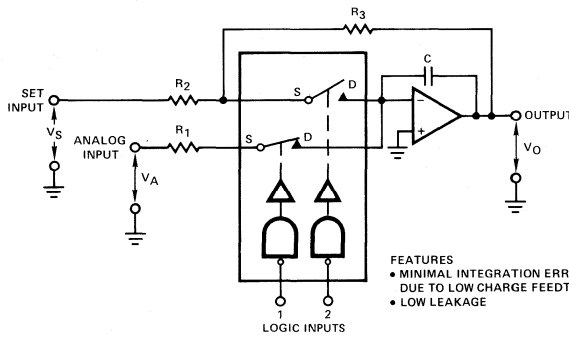 R3
R2
C
SET
INPUT
S
D
−
VS
ANALOG
INPUT
R1
S
D
+
OUTPUT
VO
VA
FEATURES
• MINIMAL INTEGRATION ERR
DUE TO LOW CHARGE FEEDT
• LOW LEAKAGE
1
2
LOGIC INPUTS